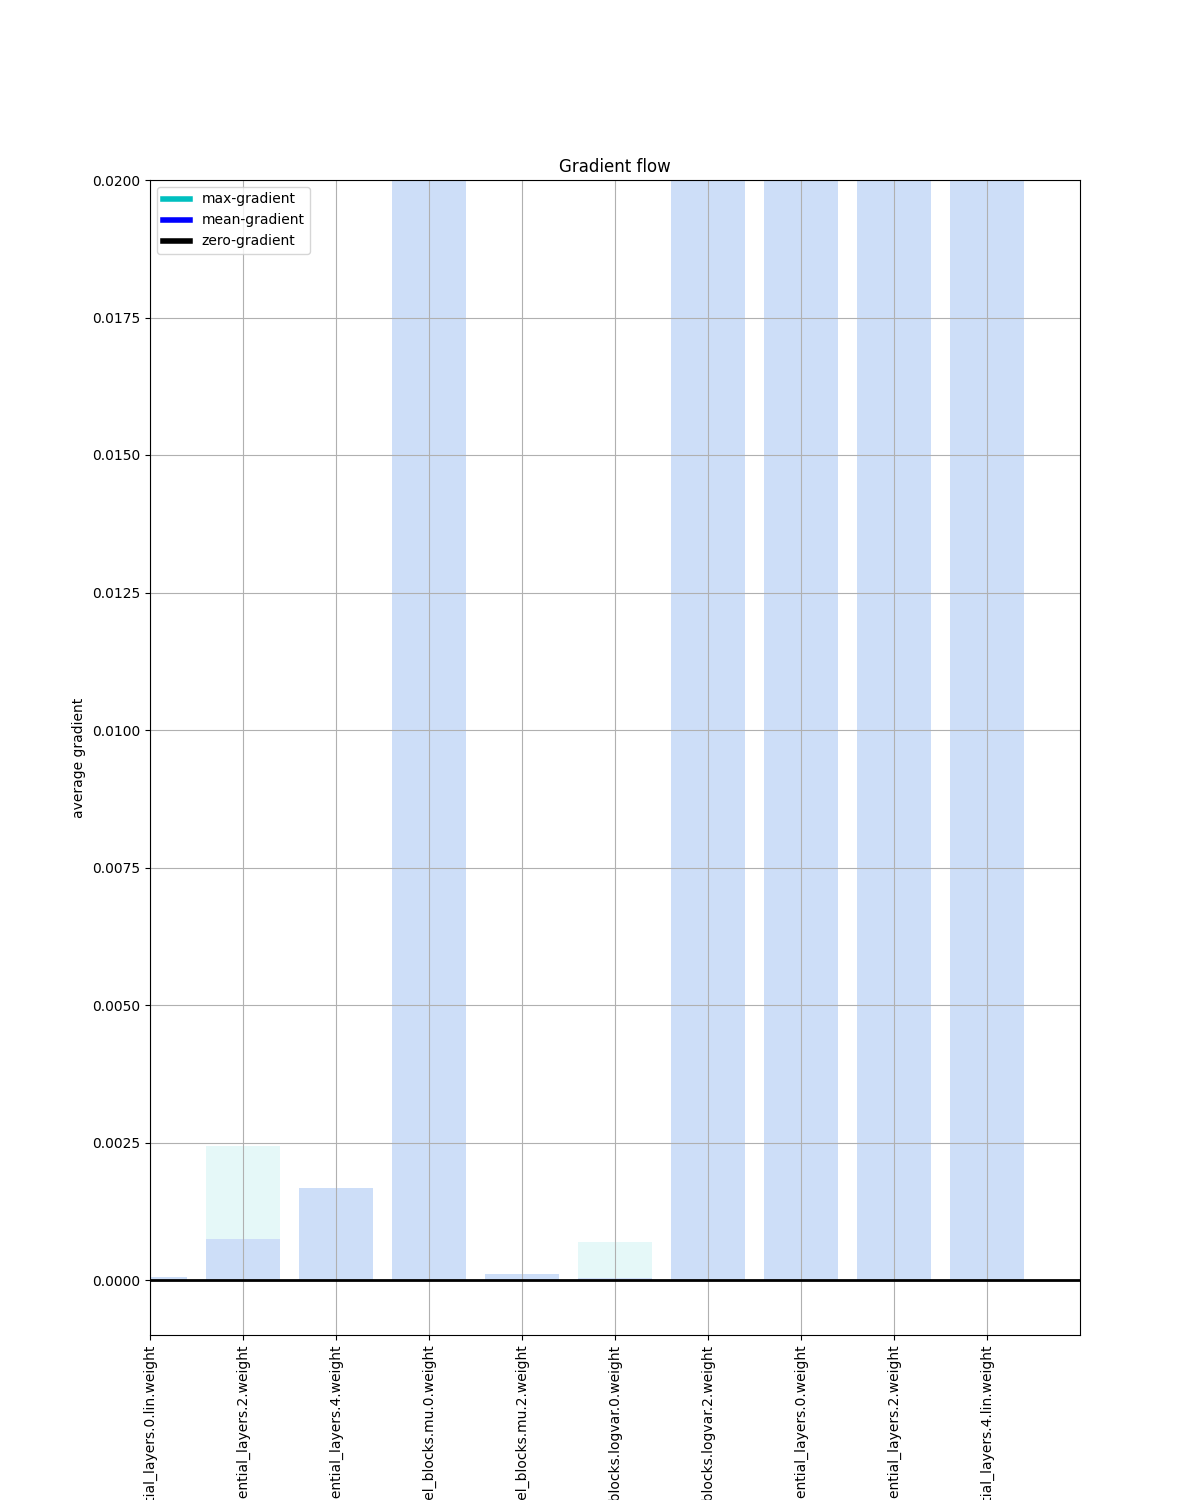 Gradient flow
max-gradient
mean-gradient
zero-gradient
0.0200
0.0175
0.0150
0.0125
0.0100
0.0075
0.0050
0.0025
0.0000
average gradient
tial_layers.0.lin.weight
ential_layers.2.weight
ential_layers.4.weight
el_blocks.mu.0.weight
el_blocks.mu.2.weight
blocks.logvar.0.weight
blocks.logvar.2.weight
ential_layers.0.weight
ential_layers.2.weight
tial_layers.4.lin.weight